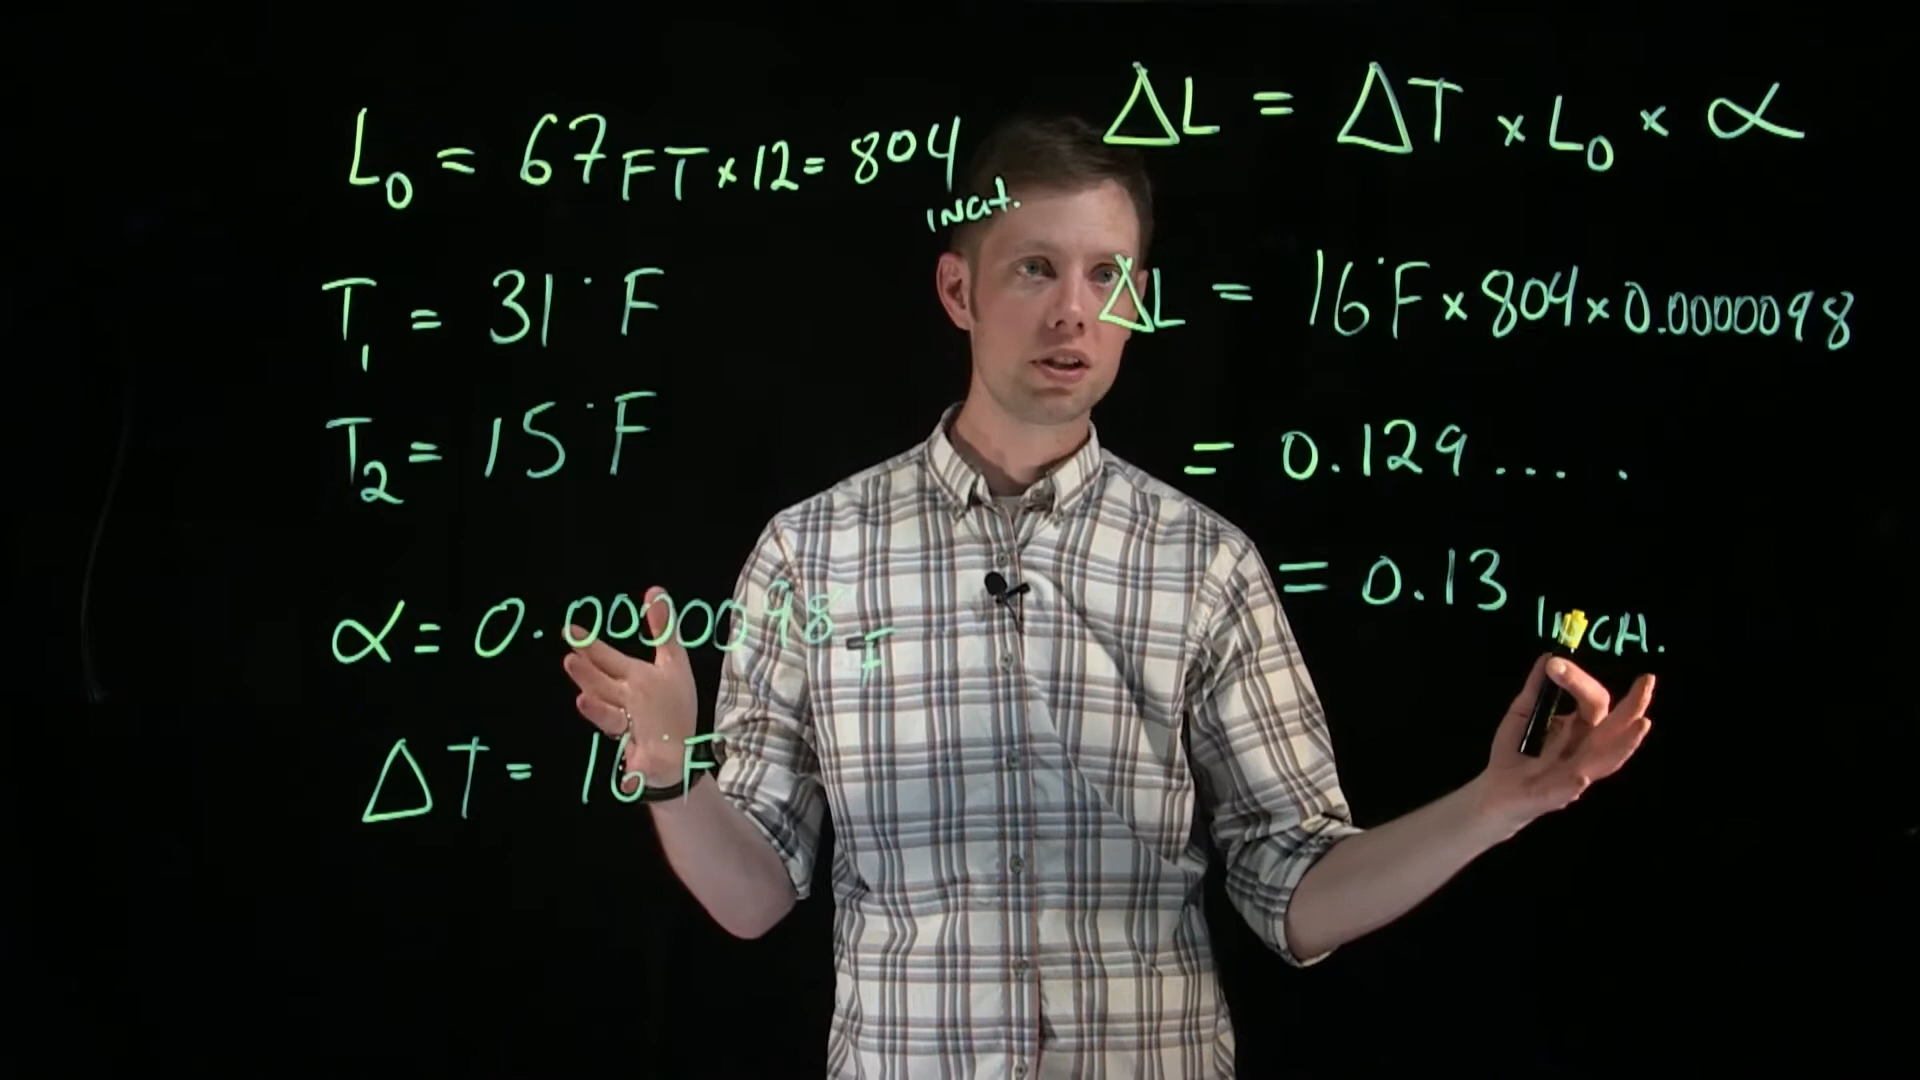 L₀ = 67 FT × 12 = 804
INCH.
T₁ = 31°F
T₂ = 15°F
α = 0.0000098 F
ΔT = 16°F
ΔL = ΔT × L₀ × α
ΔL = 16°F × 804 × 0.0000098
= 0.129.... .
= 0.13 INCH.